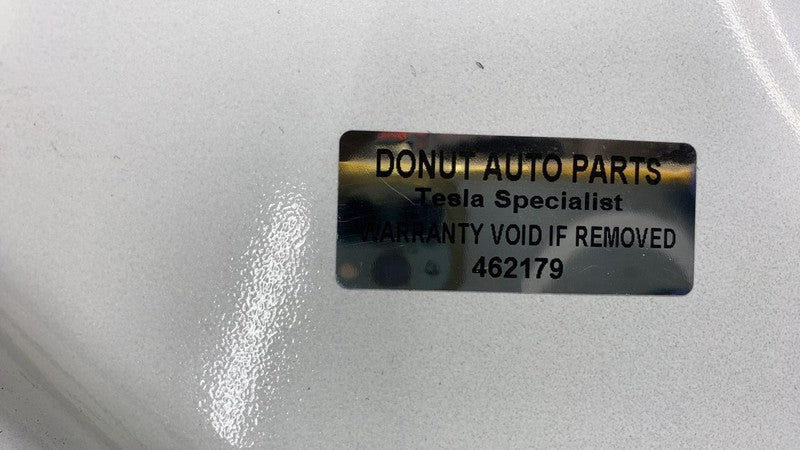 DONUT AUTO PARTS
Tesla Specialist
WARRANTY VOID IF REMOVED
462179